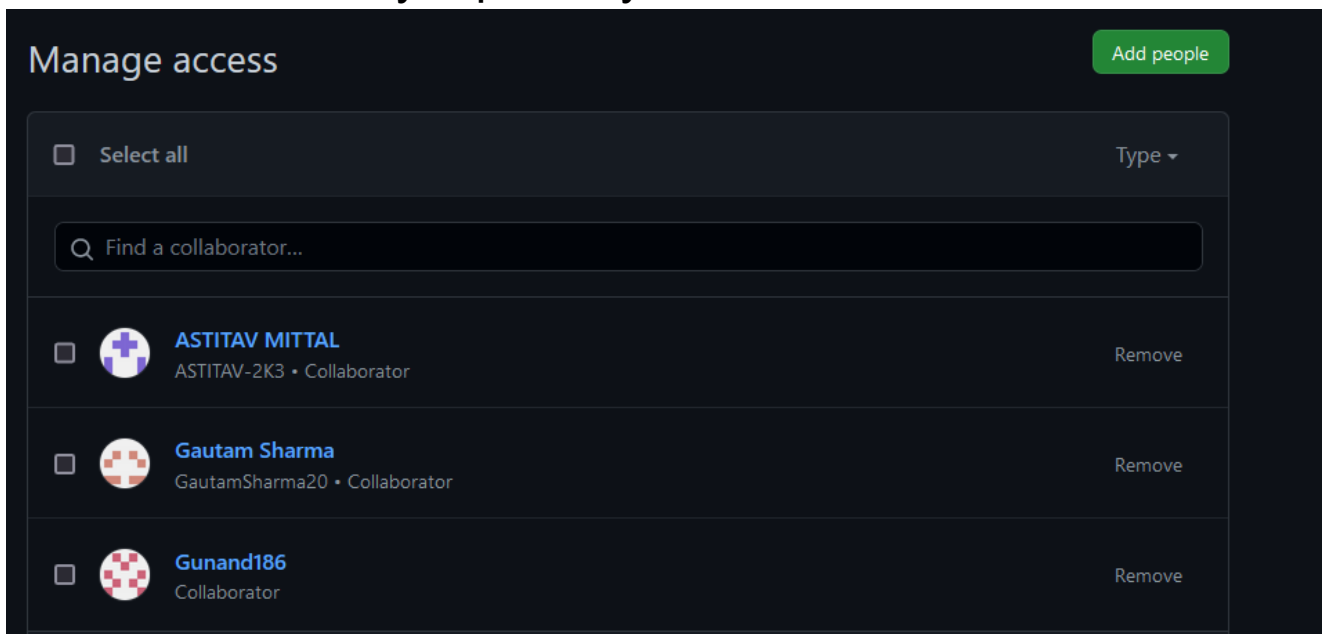 Manage access
Add people
Select all
Type
Find a collaborator...
ASTITAV MITTAL
ASTITAV-2K3 • Collaborator
Remove
Gautam Sharma
GautamSharma20 • Collaborator
Remove
Gunand186
Collaborator
Remove